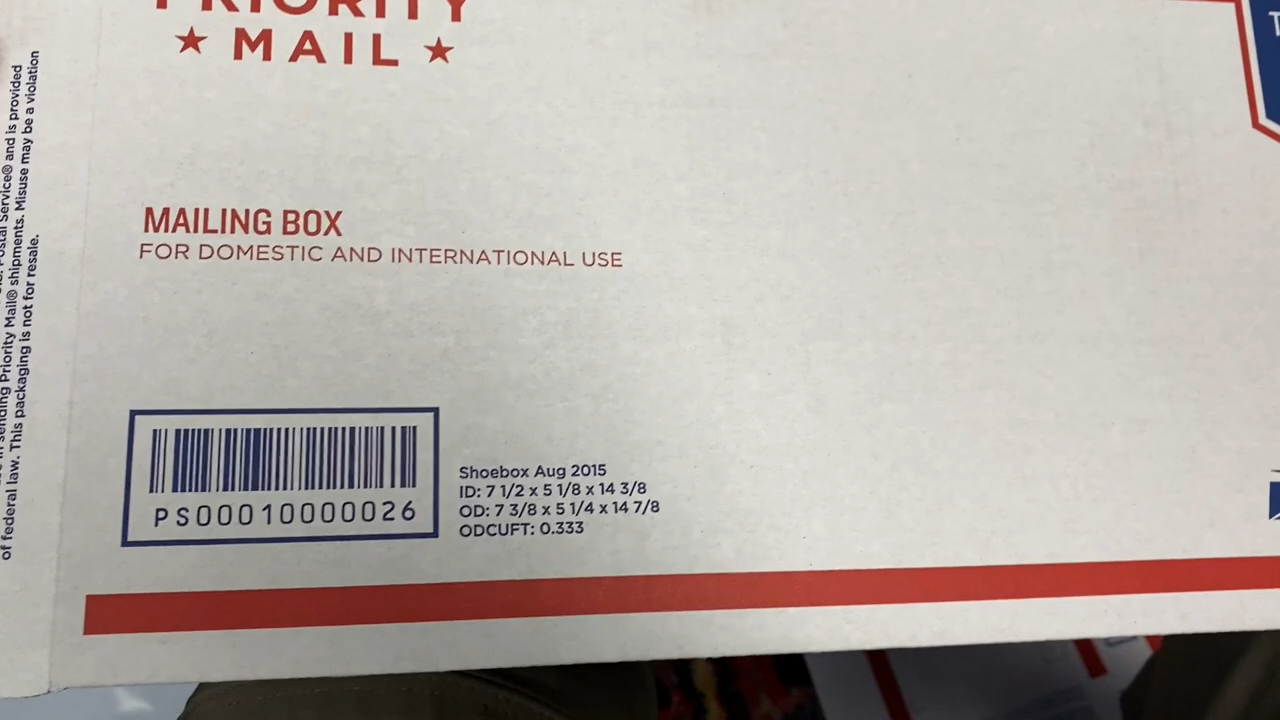 PRIORITY
★ MAIL ★
MAILING BOX
FOR DOMESTIC AND INTERNATIONAL USE
PS00010000026
Shoebox Aug 2015
ID: 7 1/2 x 5 1/8 x 14 3/8
OD: 7 3/8 x 5 1/4 x 14 7/8
ODCUFT: 0.333
sending Priority Mail® shipments. Misuse may be a violation
of federal law. This packaging is not for resale.
Postal Service® and is provided